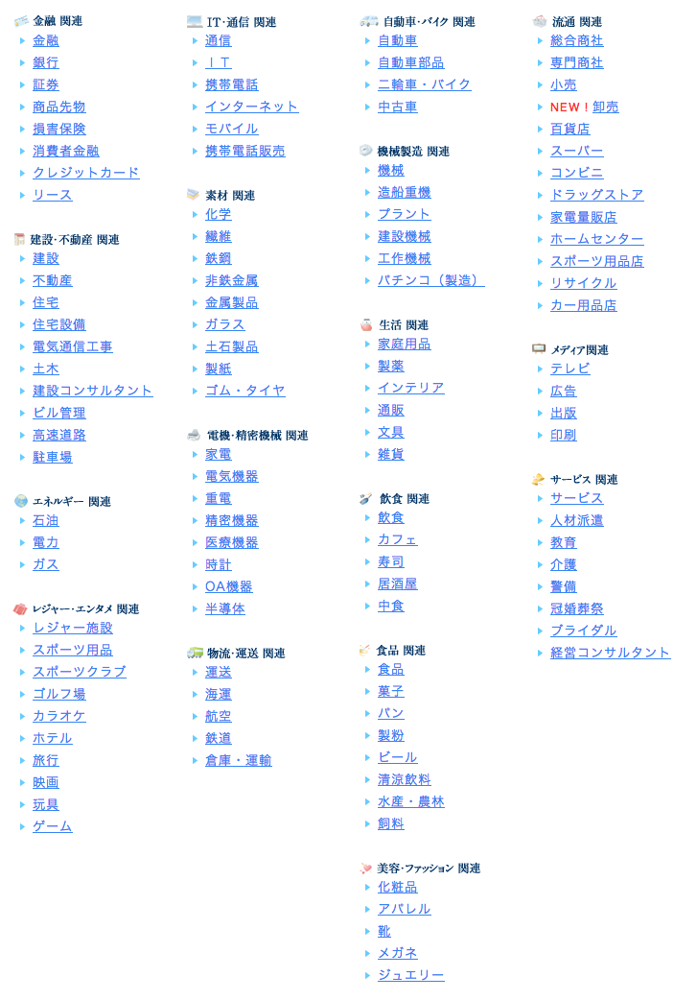 金融 関連
金融
銀行
証券
商品先物
損害保険
消費者金融
クレジットカード
リース
建設・不動産 関連
建設
不動産
住宅
住宅設備
電気通信工事
土木
建設コンサルタント
ビル管理
高速道路
駐車場
エネルギー 関連
石油
電力
ガス
レジャー・エンタメ 関連
レジャー施設
スポーツ用品
スポーツクラブ
ゴルフ場
カラオケ
ホテル
旅行
映画
玩具
ゲーム
IT・通信 関連
通信
ＩＴ
携帯電話
インターネット
モバイル
携帯電話販売
素材 関連
化学
繊維
鉄鋼
非鉄金属
金属製品
ガラス
土石製品
製紙
ゴム・タイヤ
電機・精密機械 関連
家電
電気機器
重電
精密機器
医療機器
時計
OA機器
半導体
物流・運送 関連
運送
海運
航空
鉄道
倉庫・運輸
自動車・バイク 関連
自動車
自動車部品
二輪車・バイク
中古車
機械製造 関連
機械
造船重機
プラント
建設機械
工作機械
パチンコ（製造）
生活 関連
家庭用品
製薬
インテリア
通販
文具
雑貨
飲食 関連
飲食
カフェ
寿司
居酒屋
中食
食品 関連
食品
菓子
パン
製粉
ビール
清涼飲料
水産・農林
飼料
美容・ファッション 関連
化粧品
アパレル
靴
メガネ
ジュエリー
流通 関連
総合商社
専門商社
小売
NEW！卸売
百貨店
スーパー
コンビニ
ドラッグストア
家電量販店
ホームセンター
スポーツ用品店
リサイクル
カー用品店
メディア関連
テレビ
広告
出版
印刷
サービス 関連
サービス
人材派遣
教育
介護
警備
冠婚葬祭
ブライダル
経営コンサルタント